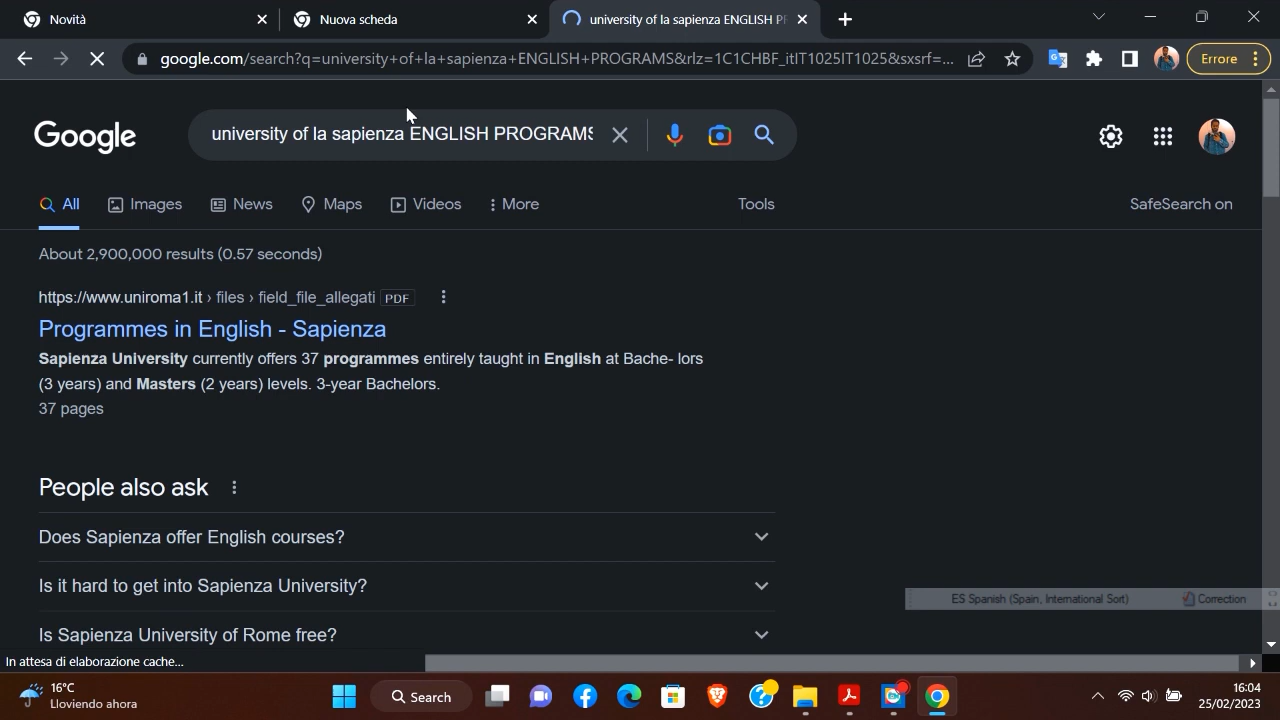 Novità
Nuova scheda
university of la sapienza ENGLISH PR
google.com/search?q=university+of+la+sapienza+ENGLISH+PROGRAMS&rlz=1C1CHBF_itIT1025IT1025&sxsrf=...
Errore
Google
university of la sapienza ENGLISH PROGRAMS
All
Images
News
Maps
Videos
More
Tools
SafeSearch on
About 2,900,000 results (0.57 seconds)
https://www.uniroma1.it › files › field_file_allegati PDF
Programmes in English - Sapienza
Sapienza University currently offers 37 programmes entirely taught in English at Bache- lors
(3 years) and Masters (2 years) levels. 3-year Bachelors.
37 pages
People also ask
Does Sapienza offer English courses?
Is it hard to get into Sapienza University?
ES Spanish (Spain, International Sort)
Correction
Is Sapienza University of Rome free?
In attesa di elaborazione cache...
16°C
Lloviendo ahora
Search
16:04
25/02/2023